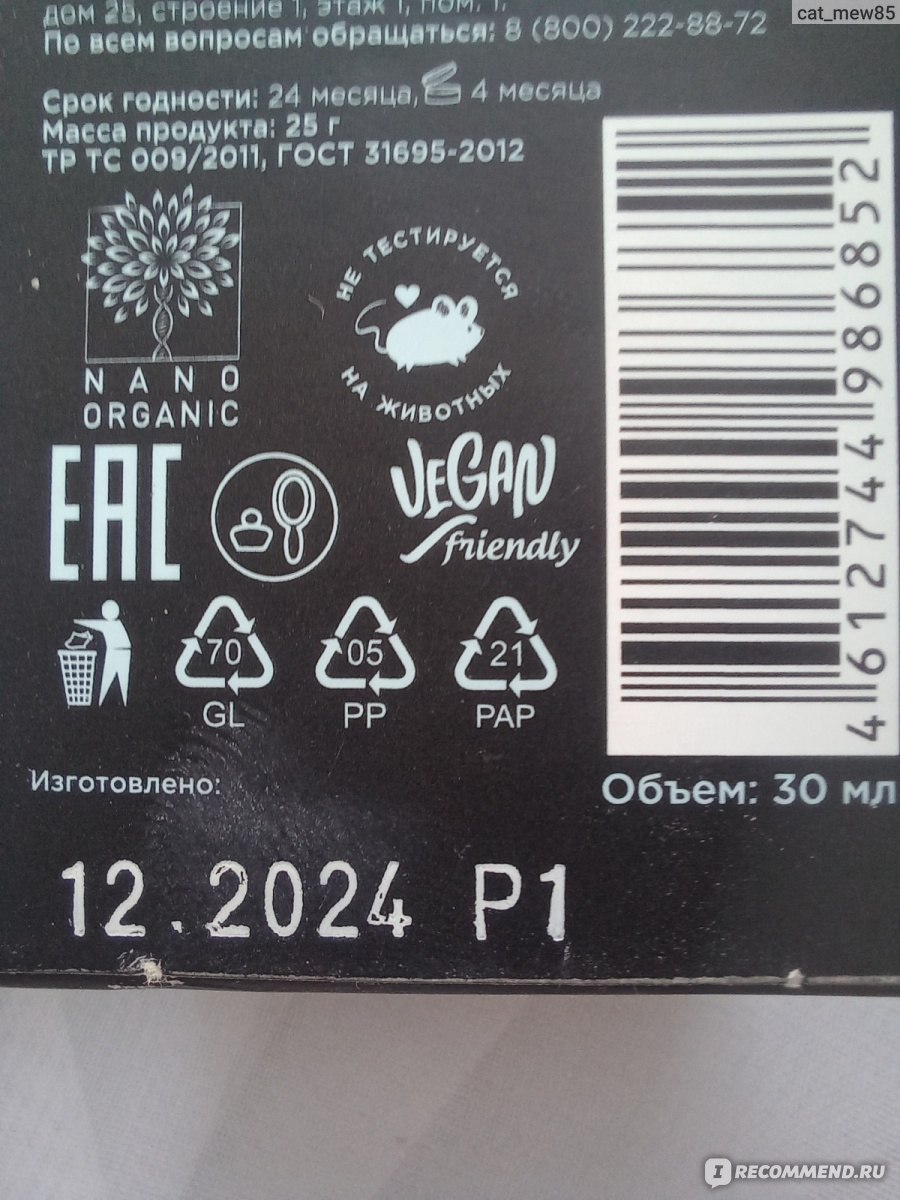 cat_mew85
дом 25, строение 1, этаж 1, пом. 1,
По всем вопросам обращаться: 8 (800) 222-88-72
Срок годности: 24 месяца, 4 месяца
Масса продукта: 25 г
ТР ТС 009/2011, ГОСТ 31695-2012
НЕ ТЕСТИРУЕТСЯ
НА ЖИВОТНЫХ
NANO
ORGANIC
EAC
VEGAN
friendly
70
GL
05
PP
21
PAP
4 612744 986852
Объем: 30 мл
Изготовлено:
12.2024 P1
IRECOMMEND.RU